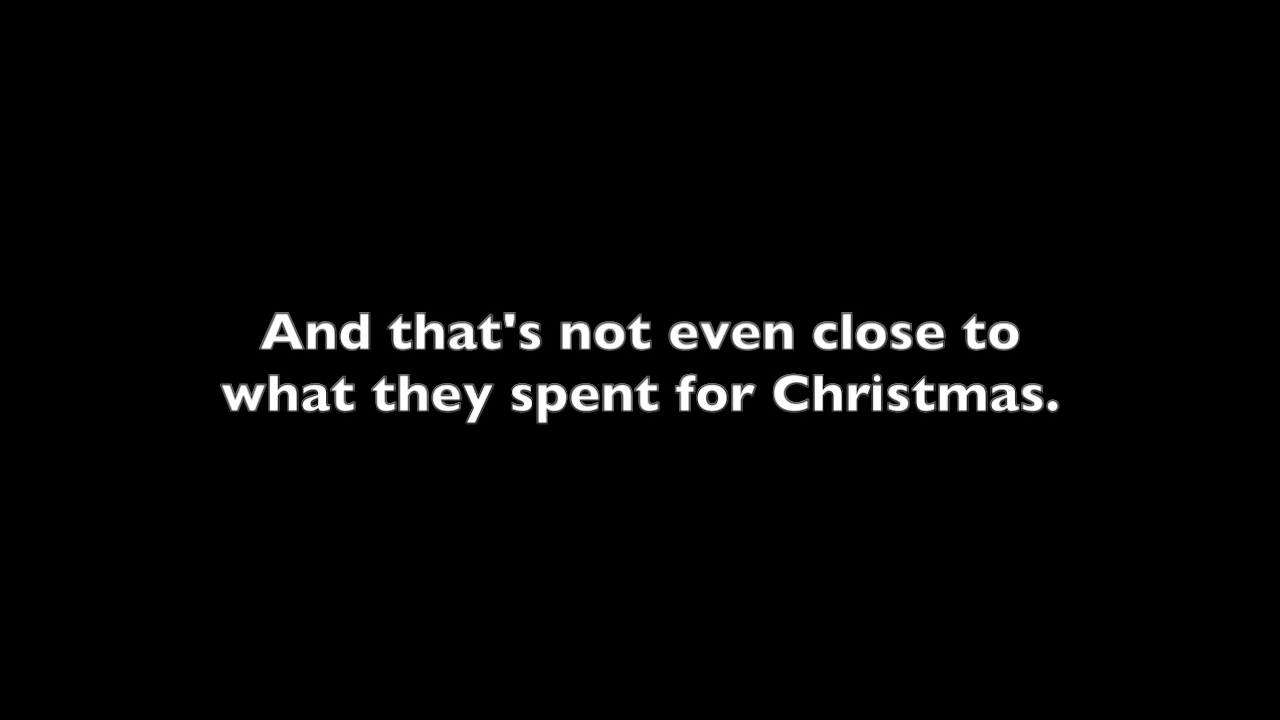 And that's not even close to
what they spent for Christmas.